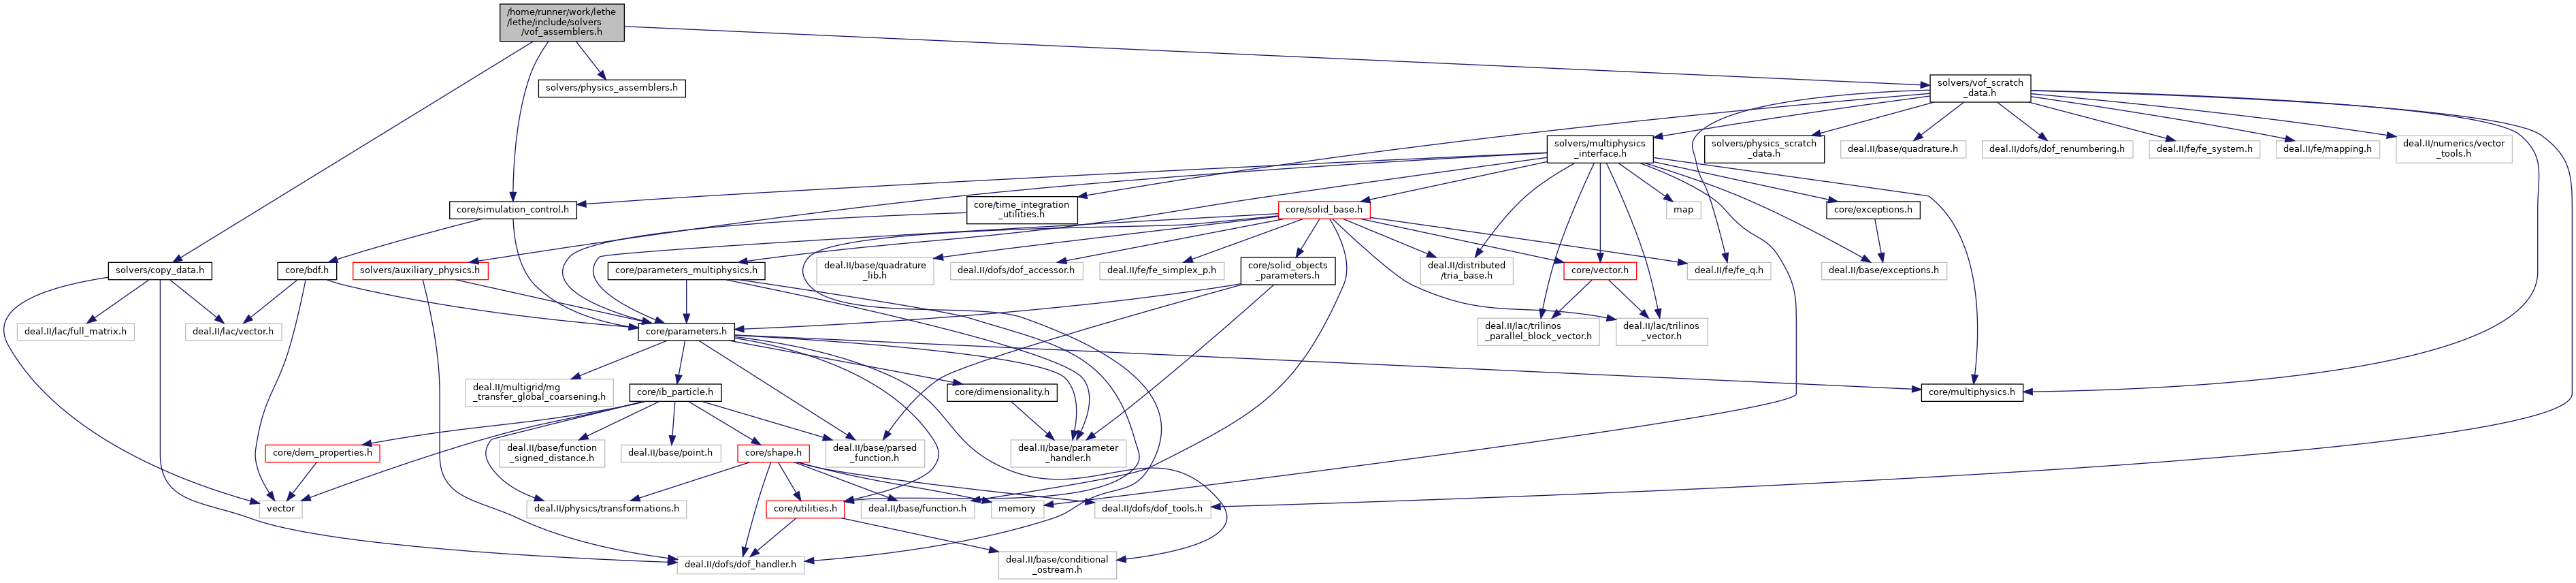 /home/runner/work/lethe
/lethe/include/solvers
/vof_assemblers.h
solvers/physics_assemblers.h
solvers/vof_scratch
_data.h
solvers/multiphysics
_interface.h
solvers/physics_scratch
_data.h
deal.II/base/quadrature.h
deal.II/dofs/dof_renumbering.h
deal.II/fe/fe_system.h
deal.II/fe/mapping.h
deal.II/numerics/vector
_tools.h
core/simulation_control.h
core/time_integration
_utilities.h
core/solid_base.h
map
core/exceptions.h
solvers/copy_data.h
core/bdf.h
solvers/auxiliary_physics.h
core/parameters_multiphysics.h
deal.II/base/quadrature
_lib.h
deal.II/dofs/dof_accessor.h
deal.II/fe/fe_simplex_p.h
core/solid_objects
_parameters.h
deal.II/distributed
/tria_base.h
core/vector.h
deal.II/fe/fe_q.h
deal.II/base/exceptions.h
deal.II/lac/full_matrix.h
deal.II/lac/vector.h
core/parameters.h
deal.II/lac/trilinos
_parallel_block_vector.h
deal.II/lac/trilinos
_vector.h
deal.II/multigrid/mg
_transfer_global_coarsening.h
core/ib_particle.h
core/dimensionality.h
core/multiphysics.h
core/dem_properties.h
deal.II/base/function
_signed_distance.h
deal.II/base/point.h
core/shape.h
deal.II/base/parsed
_function.h
deal.II/base/parameter
_handler.h
vector
deal.II/physics/transformations.h
core/utilities.h
deal.II/base/function.h
memory
deal.II/dofs/dof_tools.h
deal.II/dofs/dof_handler.h
deal.II/base/conditional
_ostream.h